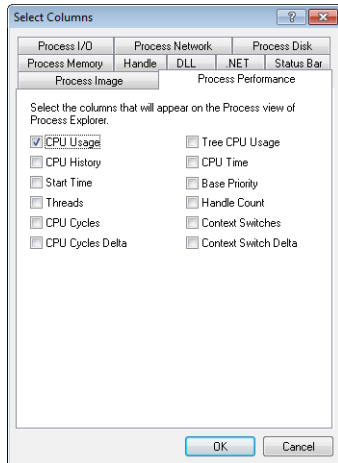 Select Columns
Process I/O Process Network Process Disk
Process Memory Handle DLL .NET Status Bar
Process Image Process Performance
Select the columns that will appear on the Process view of
Process Explorer.
CPU Usage Tree CPU Usage
CPU History CPU Time
Start Time Base Priority
Threads Handle Count
CPU Cycles Context Switches
CPU Cycles Delta Context Switch Delta
OK Cancel